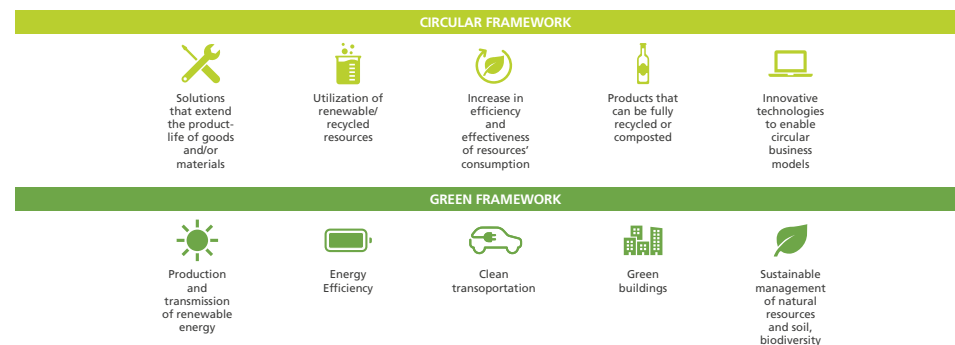 CIRCULAR FRAMEWORK
Solutions
that extend
the product-
life of goods
and/or
materials
Utilization of
renewable/
recycled
resources
Increase in
efficiency
and
effectiveness
of resources’
consumption
Products that
can be fully
recycled or
composted
Innovative
technologies
to enable
circular
business
models
GREEN FRAMEWORK
Production
and
transmission
of renewable
energy
Energy
Efficiency
Clean
transoportation
Green
buildings
Sustainable
management
of natural
resources
and soil,
biodiversity